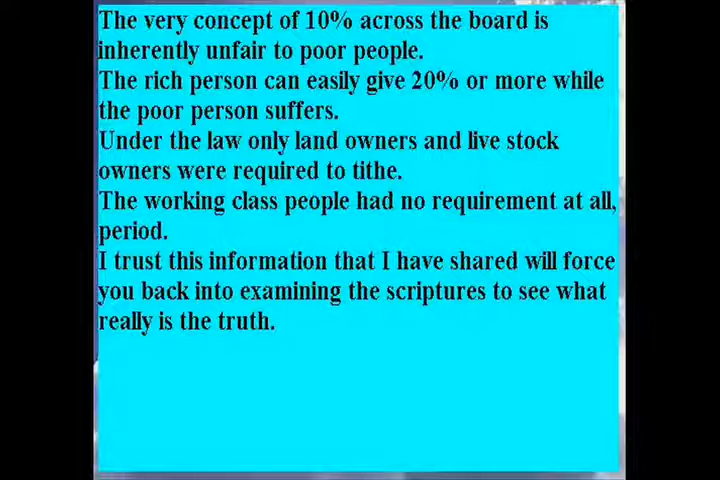 The very concept of 10% across the board is
inherently unfair to poor people.
The rich person can easily give 20% or more while
the poor person suffers.
Under the law only land owners and live stock
owners were required to tithe.
The working class people had no requirement at all,
period.
I trust this information that I have shared will force
you back into examining the scriptures to see what
really is the truth.